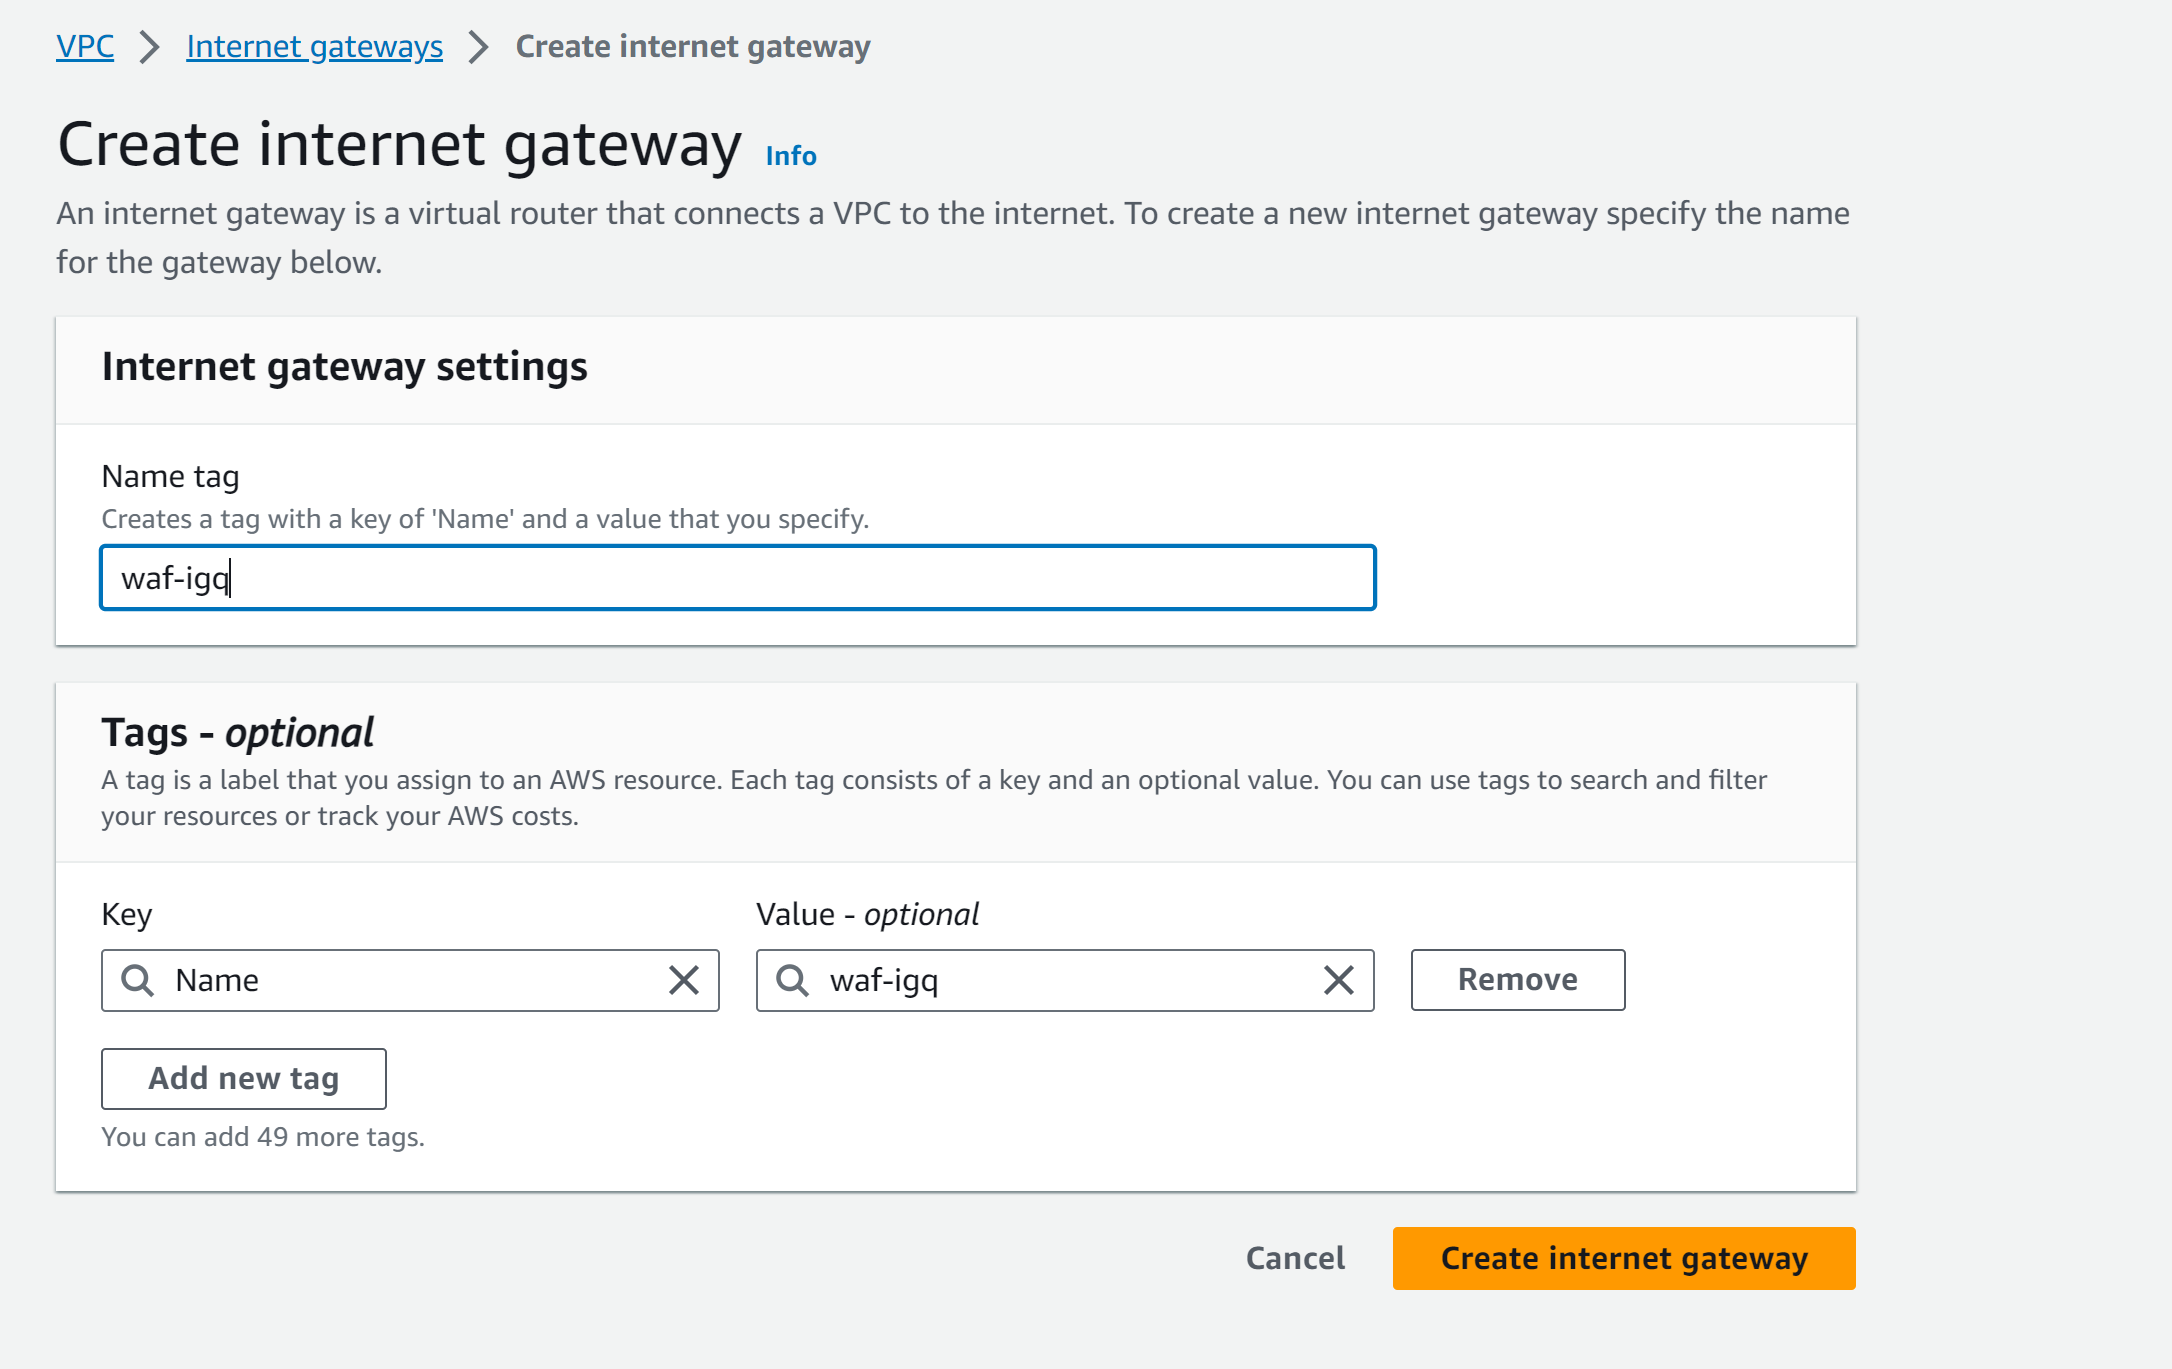 VPC > Internet gateways > Create internet gateway
Create internet gateway Info
An internet gateway is a virtual router that connects a VPC to the internet. To create a new internet gateway specify the name
for the gateway below.
Internet gateway settings
Name tag
Creates a tag with a key of 'Name' and a value that you specify.
waf-igq
Tags - optional
A tag is a label that you assign to an AWS resource. Each tag consists of a key and an optional value. You can use tags to search and filter
your resources or track your AWS costs.
Key Value - optional
Name waf-igq Remove
Add new tag
You can add 49 more tags.
Cancel Create internet gateway